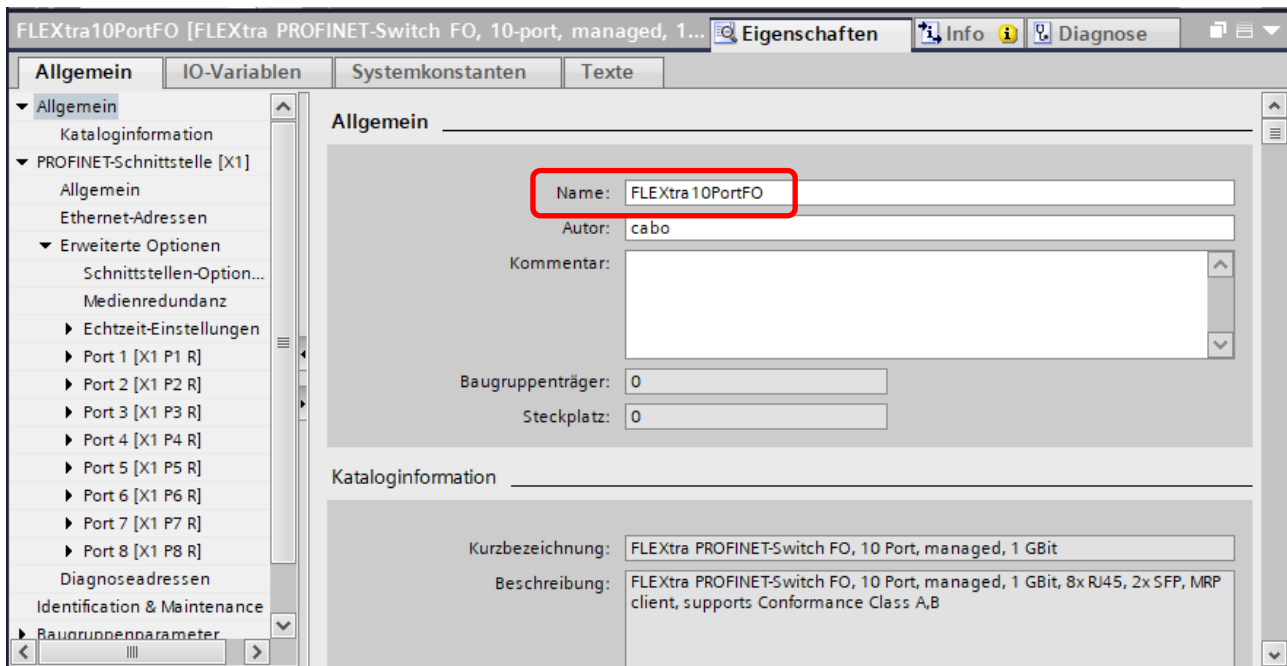 FLEXtra10PortFO [FLEXtra PROFINET-Switch FO, 10-port, managed, 1...
Eigenschaften
Info
Diagnose
Allgemein
IO-Variablen
Systemkonstanten
Texte
Allgemein
Kataloginformation
PROFINET-Schnittstelle [X1]
Allgemein
Ethernet-Adressen
Erweiterte Optionen
Schnittstellen-Option...
Medienredundanz
Echtzeit-Einstellungen
Port 1 [X1 P1 R]
Port 2 [X1 P2 R]
Port 3 [X1 P3 R]
Port 4 [X1 P4 R]
Port 5 [X1 P5 R]
Port 6 [X1 P6 R]
Port 7 [X1 P7 R]
Port 8 [X1 P8 R]
Diagnoseadressen
Identification & Maintenance
Baugruppenparameter
Allgemein
Name: FLEXtra10PortFO
Autor: cabo
Kommentar:
Baugruppenträger: 0
Steckplatz: 0
Kataloginformation
Kurzbezeichnung: FLEXtra PROFINET-Switch FO, 10 Port, managed, 1 GBit
Beschreibung: FLEXtra PROFINET-Switch FO, 10 Port, managed, 1 GBit, 8x RJ45, 2x SFP, MRP
client, supports Conformance Class A,B